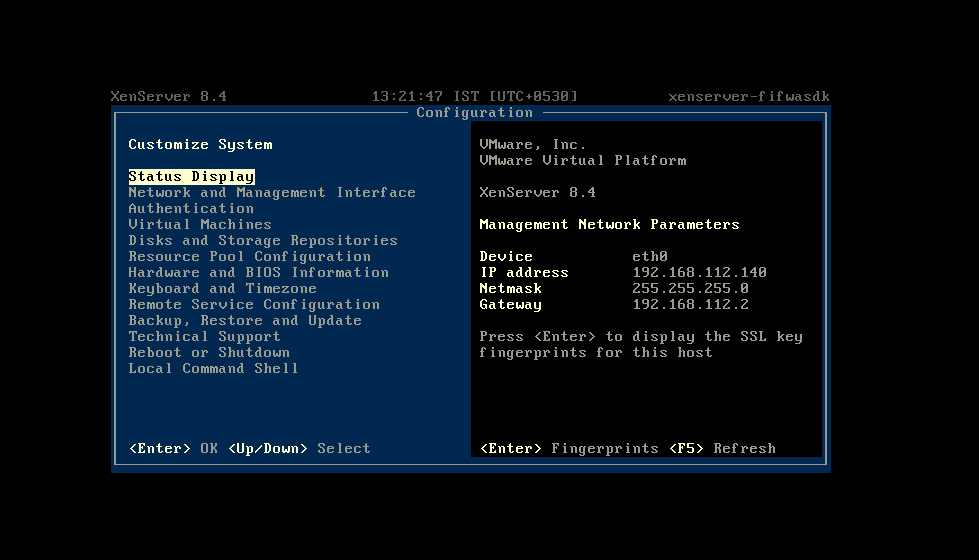 XenServer 8.4 13:21:47 IST [UTC+0530] xenserver-fifwasdk
Configuration
Customize System
Status Display
Network and Management Interface
Authentication
Virtual Machines
Disks and Storage Repositories
Resource Pool Configuration
Hardware and BIOS Information
Keyboard and Timezone
Remote Service Configuration
Backup, Restore and Update
Technical Support
Reboot or Shutdown
Local Command Shell
<Enter> OK <Up/Down> Select
VMware, Inc.
VMware Virtual Platform
XenServer 8.4
Management Network Parameters
Device eth0
IP address 192.168.112.140
Netmask 255.255.255.0
Gateway 192.168.112.2
Press <Enter> to display the SSL key
fingerprints for this host
<Enter> Fingerprints <F5> Refresh